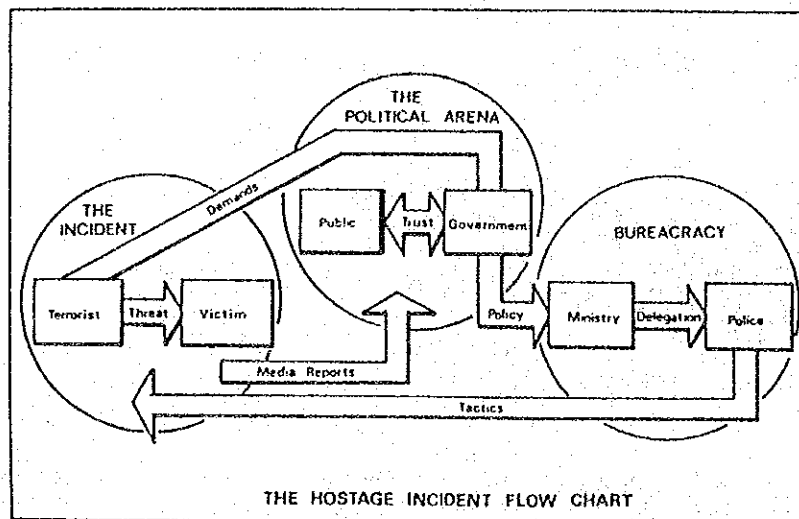 THE
POLITICAL ARENA
THE
INCIDENT
Demands
Public
Trust
Government
BUREACRACY
Terrorist
Threat
Victim
Policy
Ministry
Delegation
Police
Media Reports
Tactics
THE HOSTAGE INCIDENT FLOW CHART